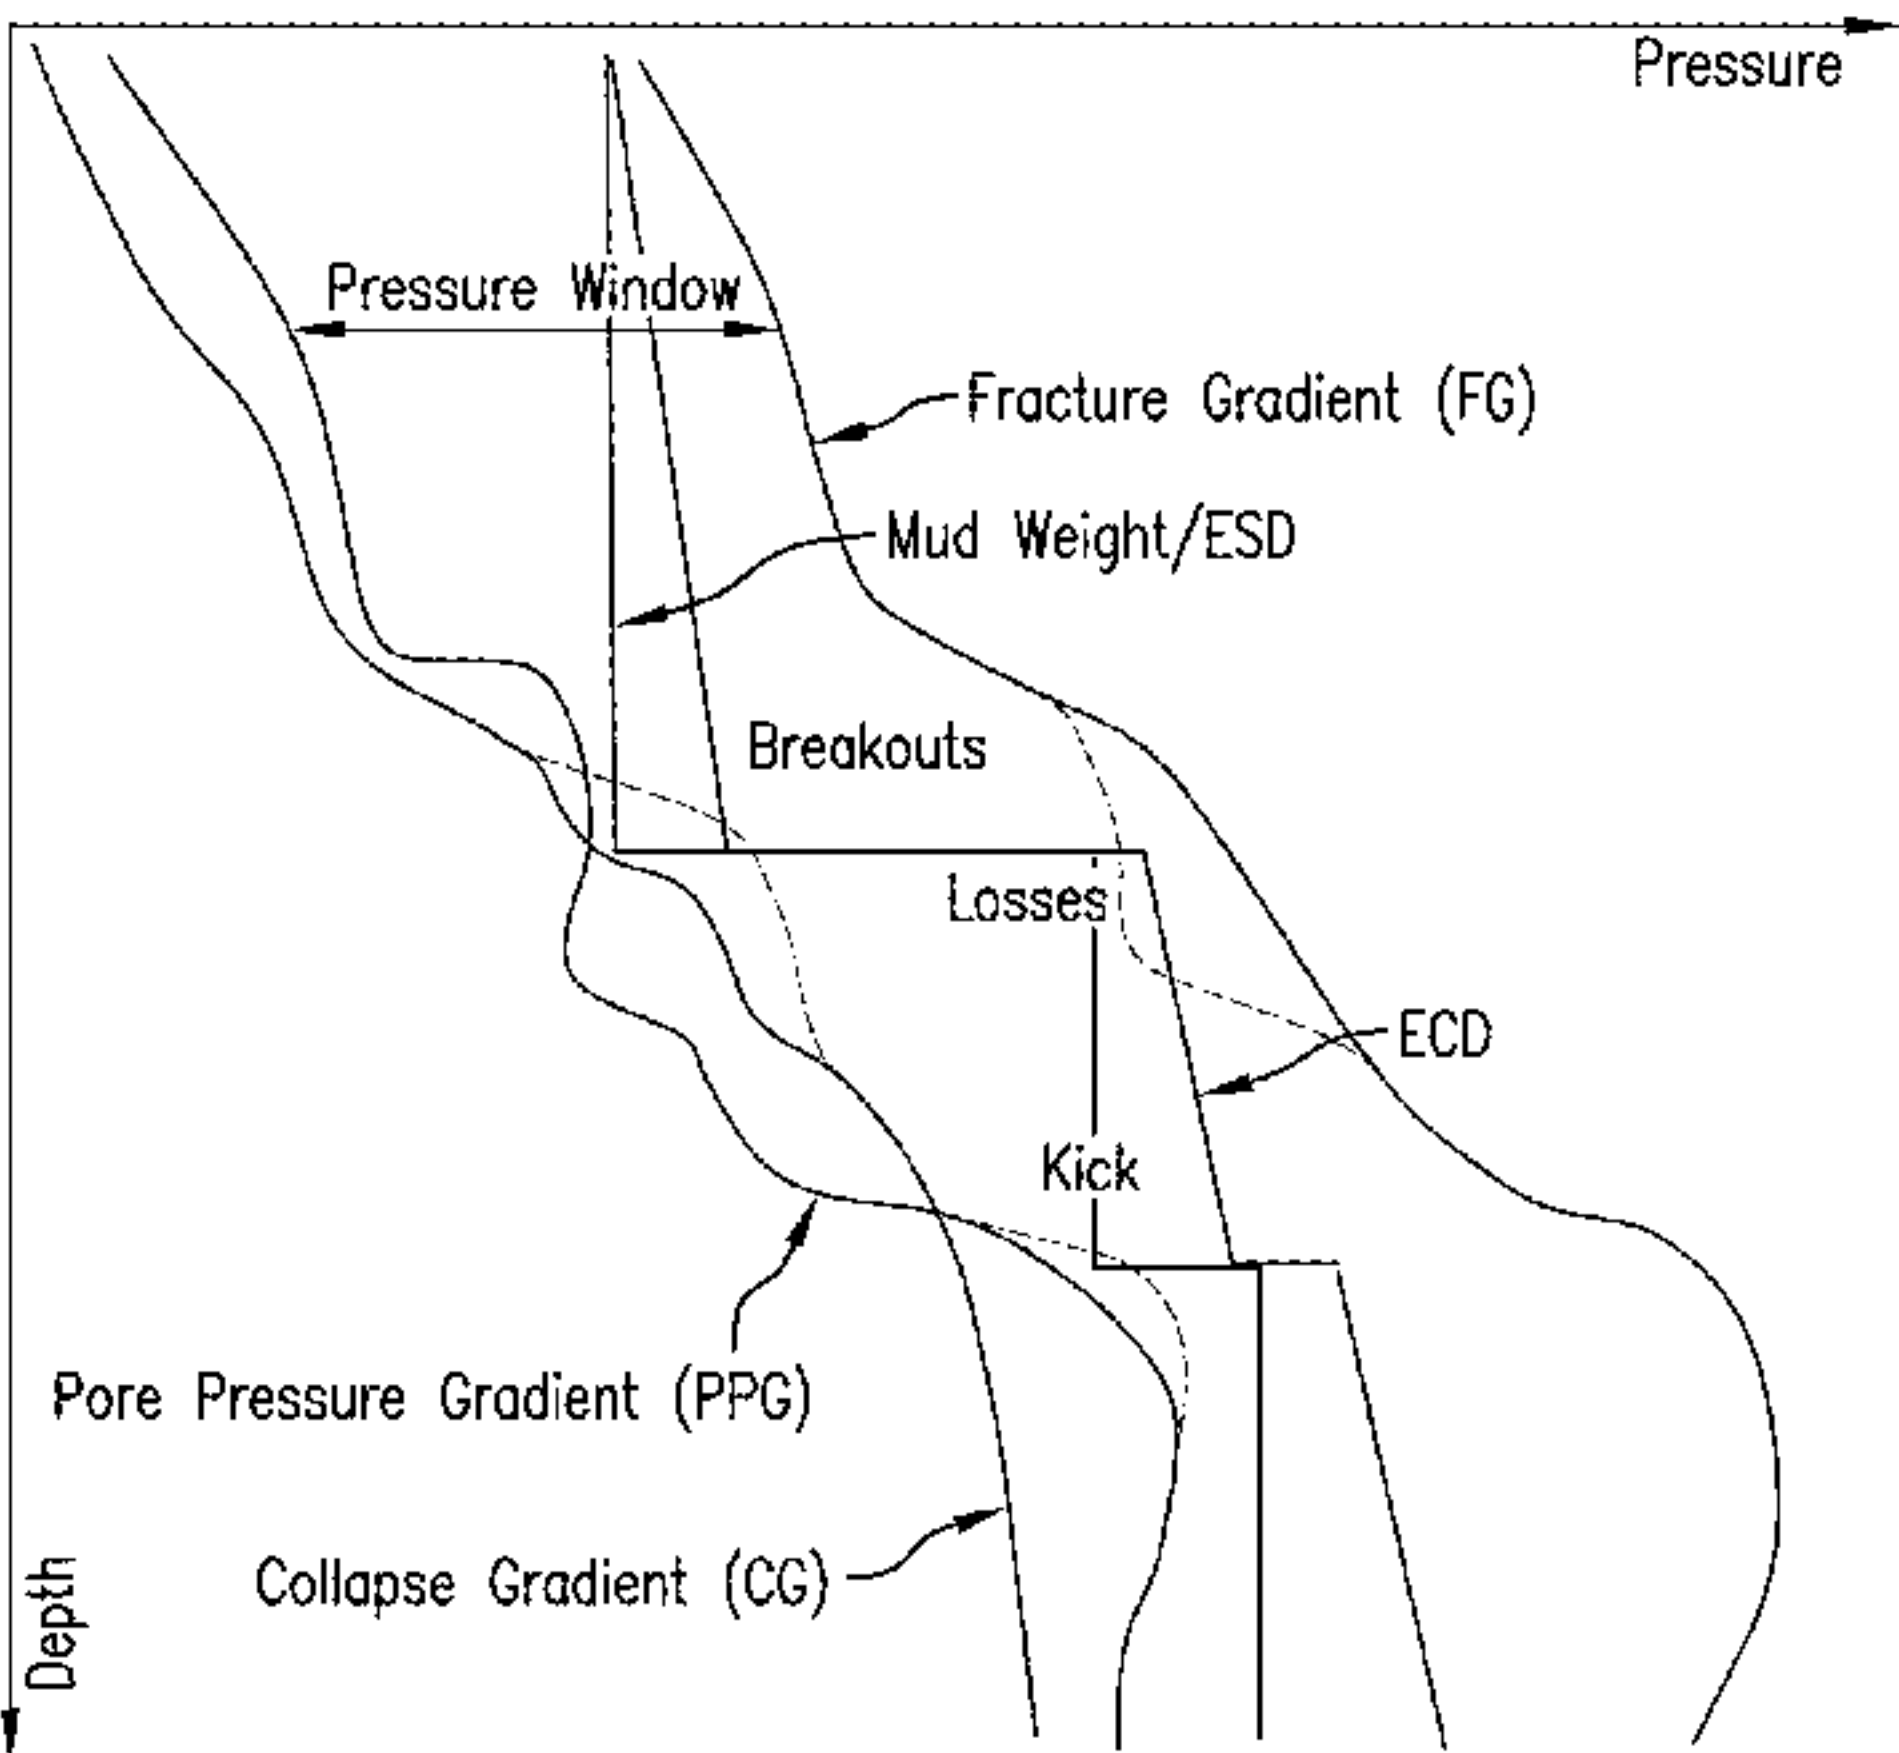 Pressure
Pressure Window
Fracture Gradient (FG)
Mud Weight/ESD
Breakouts
Losses
ECD
Kick
Pore Pressure Gradient (PPG)
Collapse Gradient (CG)
Depth